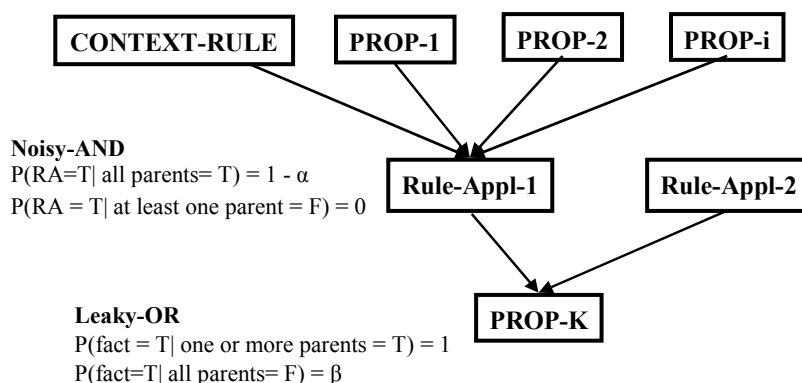 CONTEXT-RULE PROP-1 PROP-2 PROP-i
Noisy-AND
P(RA=T| all parents= T) = 1 - α
P(RA = T| at least one parent = F) = 0
Rule-Appl-1 Rule-Appl-2
PROP-K
Leaky-OR
P(fact = T| one or more parents = T) = 1
P(fact=T| all parents= F) = β